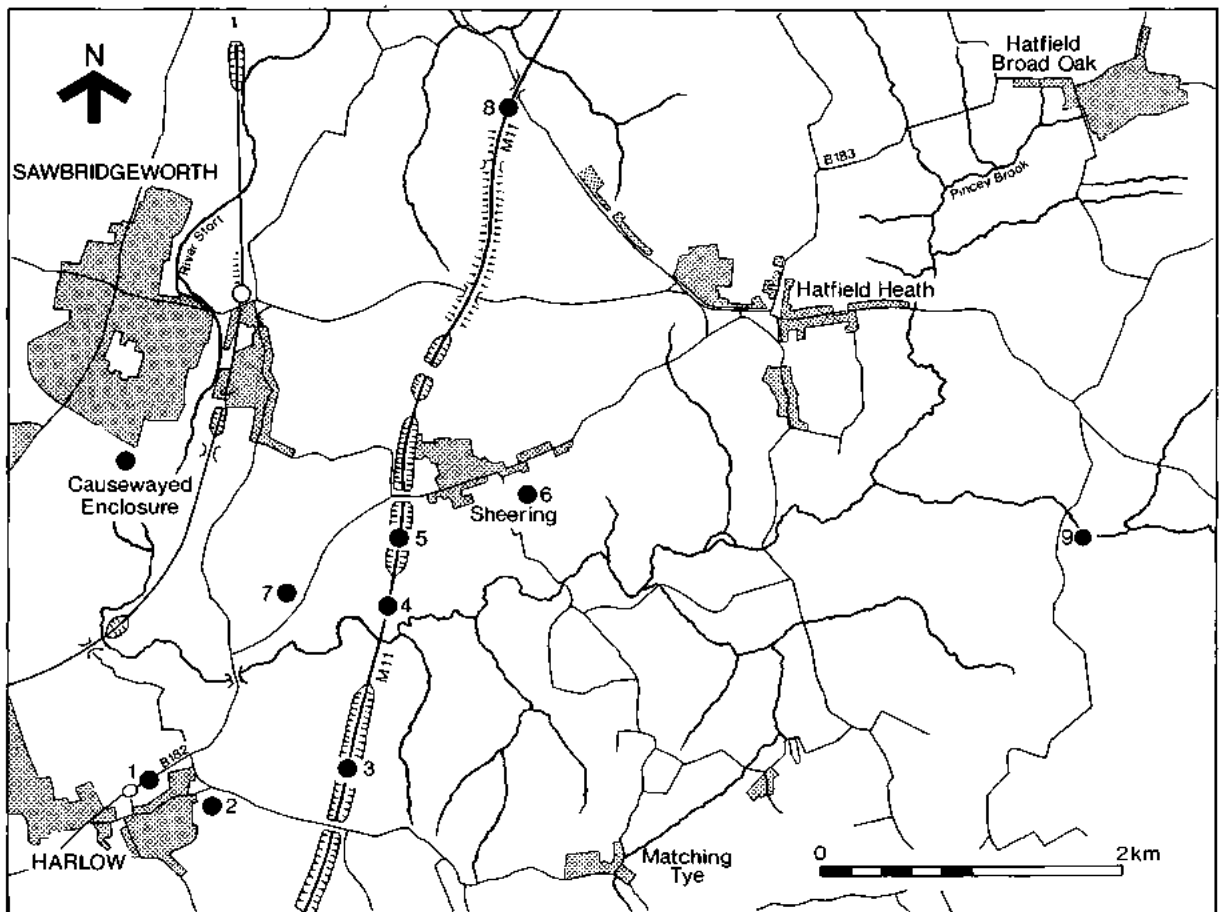 1
N
8
M11
Hatfield
Broad Oak
B183
Pincey Brook
SAWBRIDGEWORTH
River Stort
Hatfield Heath
Causewayed
Enclosure
6
Sheering
5
9
7
4
M11
1
B182
3
2
HARLOW
Matching
Tye
0
2km